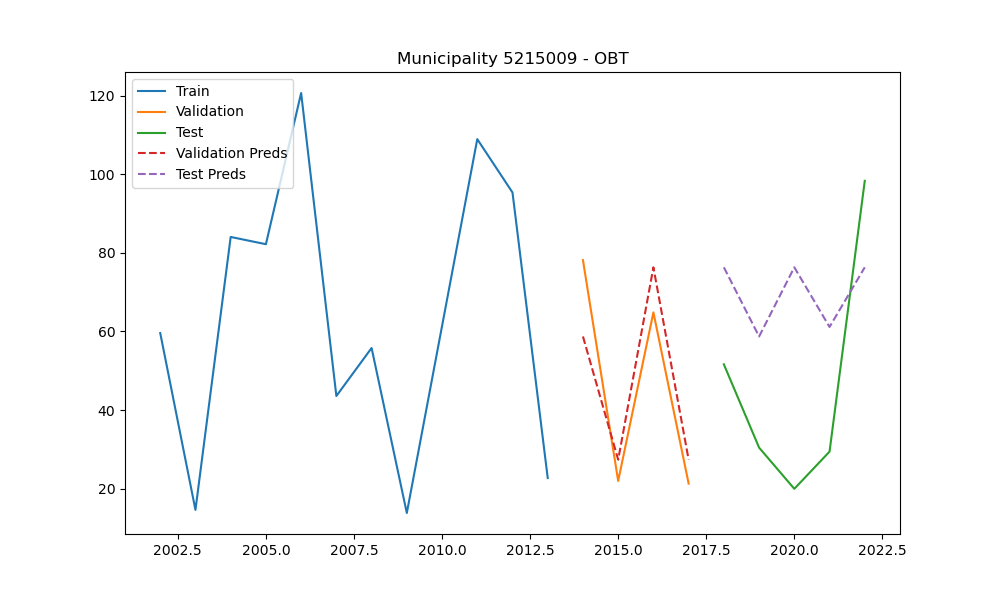 Municipality 5215009 - OBT
Train
Validation
Test
Validation Preds
Test Preds
120
100
80
60
40
20
2002.5 2005.0 2007.5 2010.0 2012.5 2015.0 2017.5 2020.0 2022.5